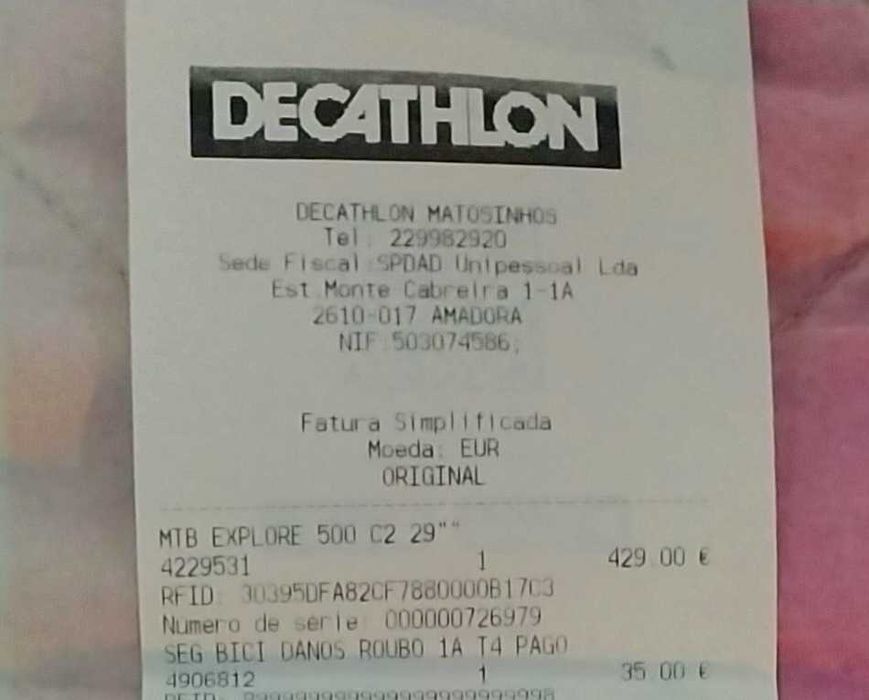 DECATHLON
DECATHLON MATOSINHOS
Tel: 229982920
Sede Fiscal:SPDAD Unipessoal Lda
Est.Monte Cabreira 1-1A
2610-017 AMADORA
NIF:503074586;
Fatura Simplificada
Moeda: EUR
ORIGINAL
MTB EXPLORE 500 C2 29""
4229531 1 429.00 €
RFID: 30395DFA82CF7880000B17C3
Numero de serie: 000000726979
SEG BICI DANOS ROUBO 1A T4 PAGO
4906812 1 35.00 €
RFID: